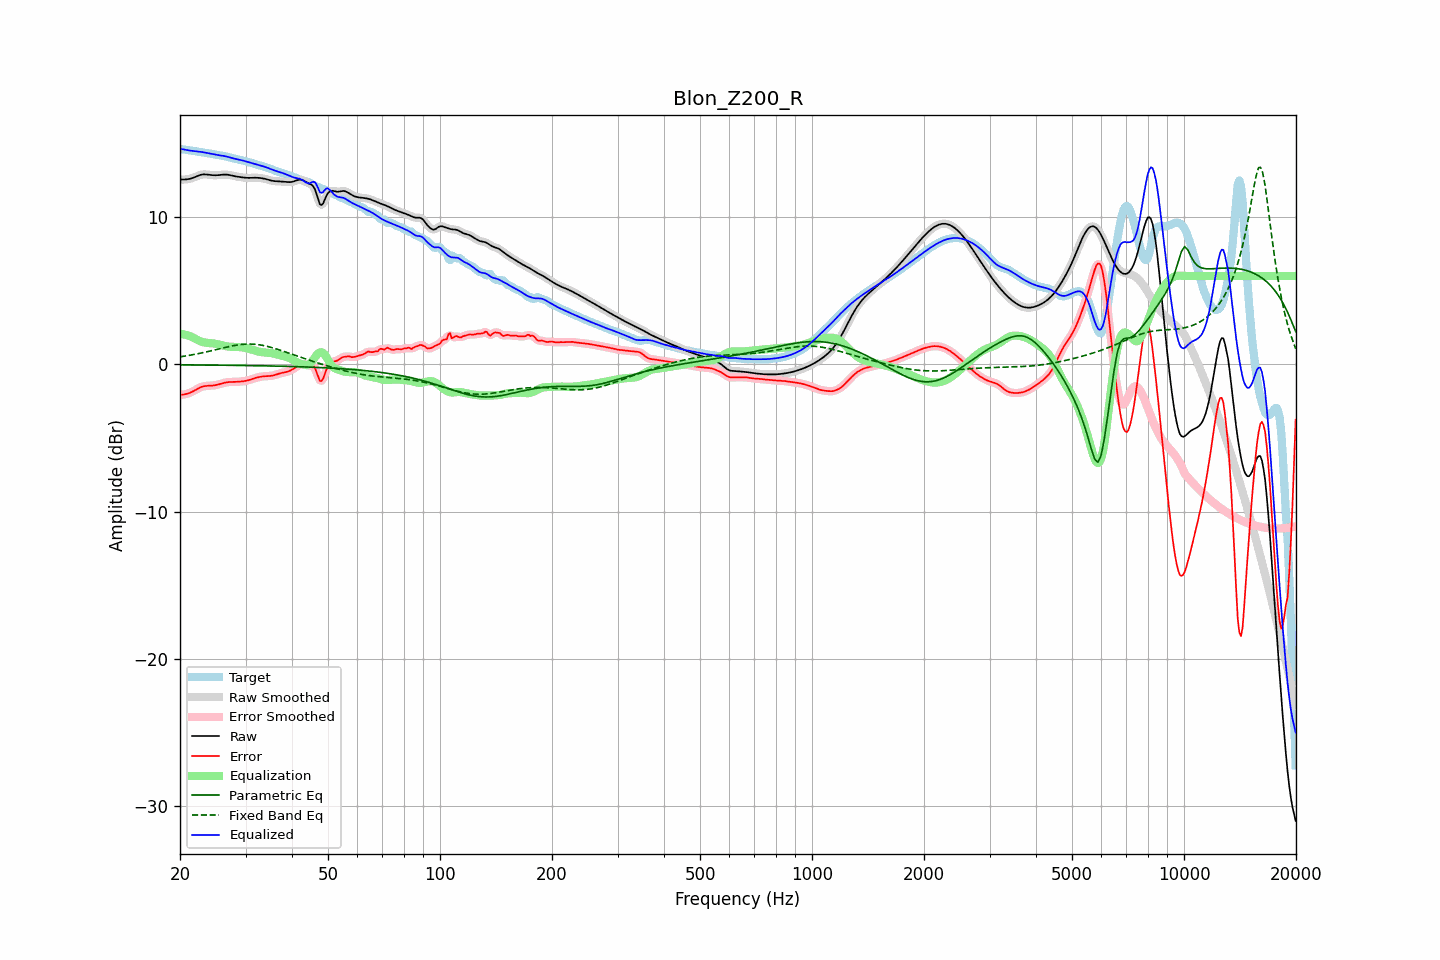 Blon_Z200_R
Amplitude (dBr)
10
0
−10
−20
−30
Target
Raw Smoothed
Error Smoothed
Raw
Error
Equalization
Parametric Eq
Fixed Band Eq
Equalized
20 50 100 200 500 1000 2000 5000 10000 20000
Frequency (Hz)